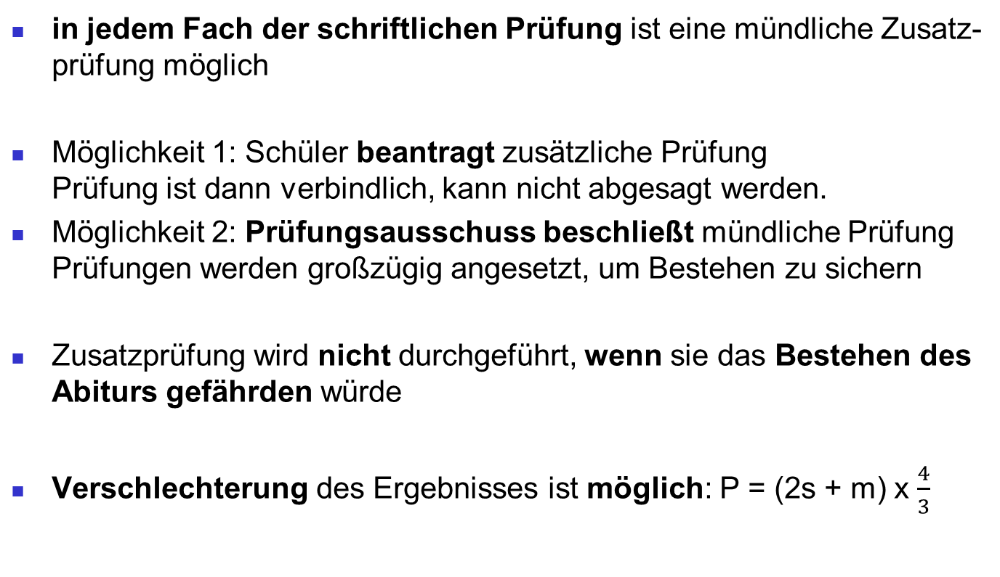 ▪ in jedem Fach der schriftlichen Prüfung ist eine mündliche Zusatz-
prüfung möglich
▪ Möglichkeit 1: Schüler beantragt zusätzliche Prüfung
Prüfung ist dann verbindlich, kann nicht abgesagt werden.
▪ Möglichkeit 2: Prüfungsausschuss beschließt mündliche Prüfung
Prüfungen werden großzügig angesetzt, um Bestehen zu sichern
▪ Zusatzprüfung wird nicht durchgeführt, wenn sie das Bestehen des
Abiturs gefährden würde
▪ Verschlechterung des Ergebnisses ist möglich: P = (2s + m) x 4/3